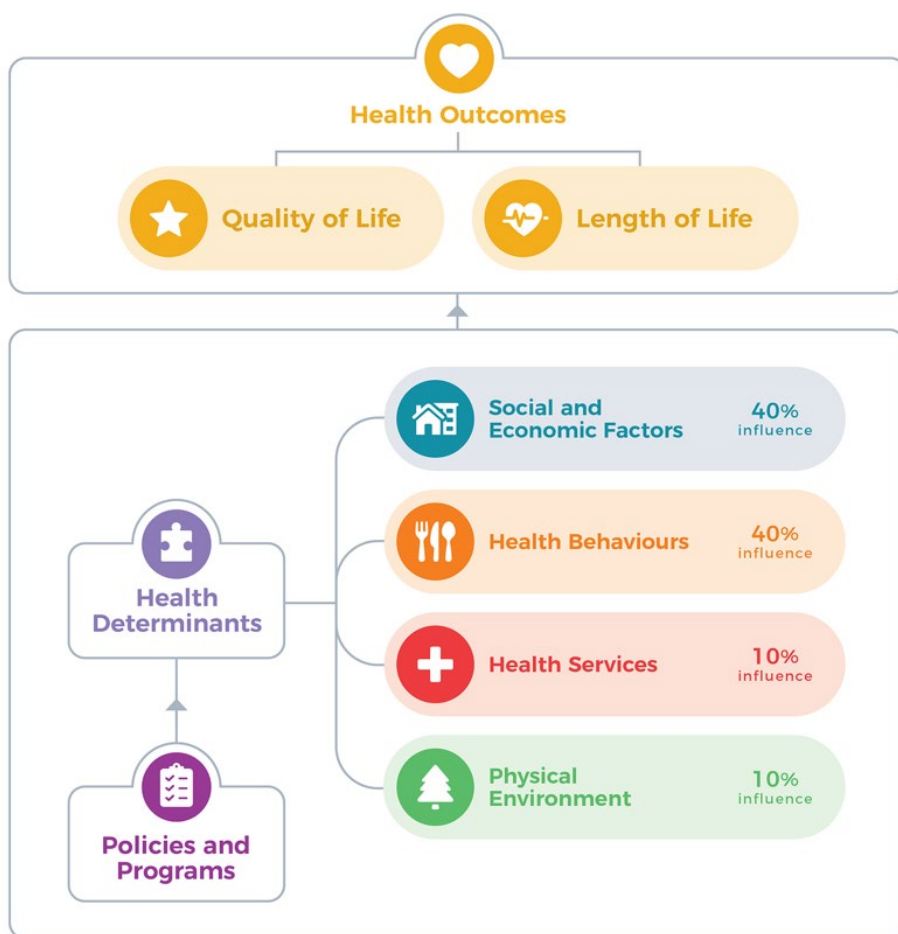 Health Outcomes
Quality of Life
Length of Life
Social and
Economic Factors
40%
influence
Health Behaviours
40%
influence
Health
Determinants
Health Services
10%
influence
Physical
Environment
10%
influence
Policies and
Programs